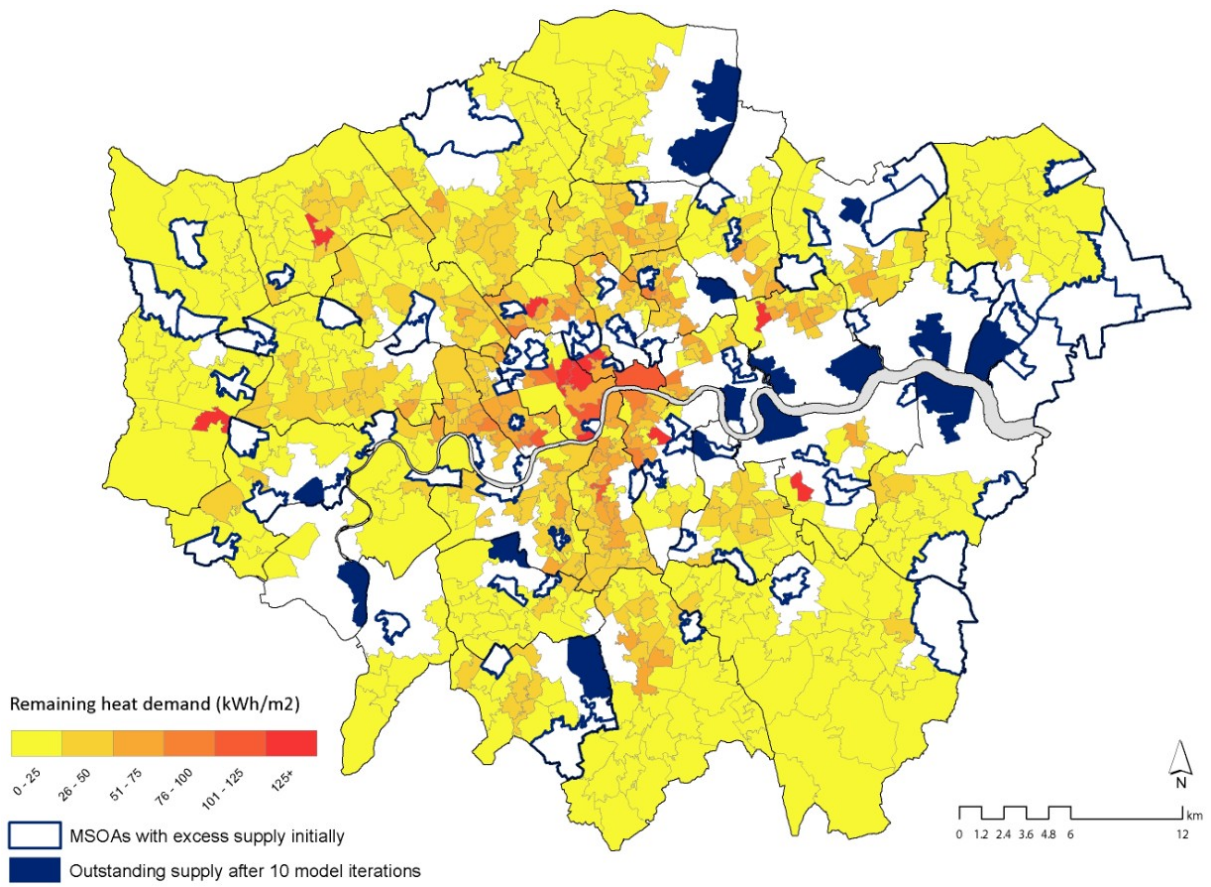 Remaining heat demand (kWh/m2)
0 - 25
26 - 50
51 - 75
76 - 100
101 - 125
125+
MSOAs with excess supply initially
Outstanding supply after 10 model iterations
N
km
0 1.2 2.4 3.6 4.8 6 12